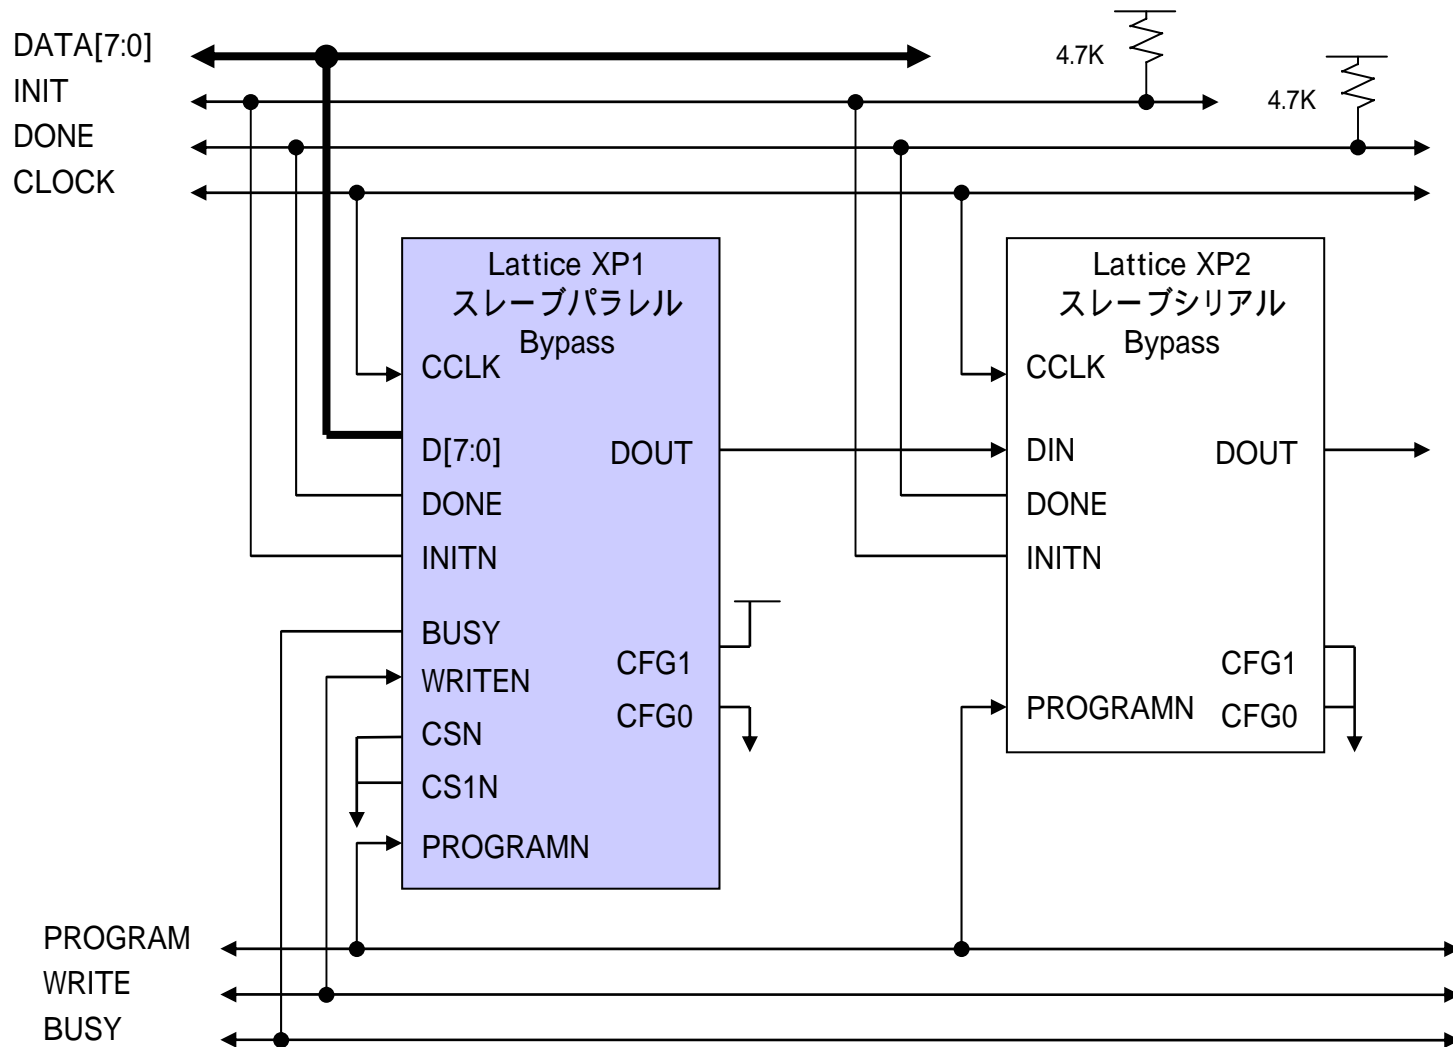 DATA[7:0]
INIT
DONE
CLOCK
4.7K
4.7K
Lattice XP1
スレーブパラレル
Bypass
CCLK
D[7:0]
DOUT
DONE
INITN
BUSY
WRITEN
CFG1
CFG0
CSN
CS1N
PROGRAMN
Lattice XP2
スレーブシリアル
Bypass
CCLK
DIN
DOUT
DONE
INITN
CFG1
PROGRAMN
CFG0
PROGRAM
WRITE
BUSY